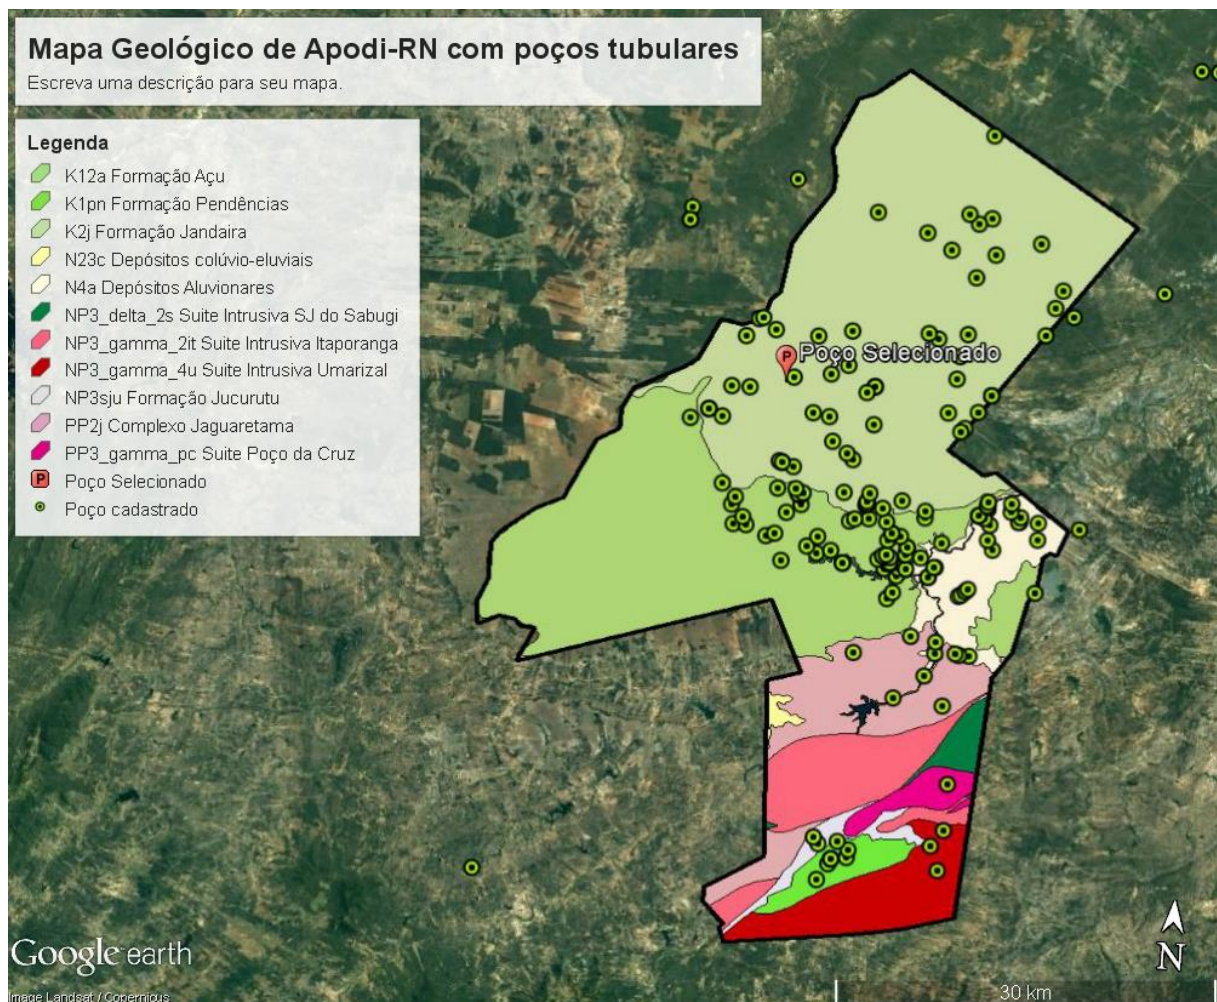 Mapa Geológico de Apodi-RN com poços tubulares
Escreva uma descrição para seu mapa.
Legenda
K12a Formação Açu
K1pn Formação Pendências
K2j Formação Jandaira
N23c Depósitos colúvio-eluviais
N4a Depósitos Aluvionares
NP3_delta_2s Suite Intrusiva SJ do Sabugi
NP3_gamma_2it Suite Intrusiva Itaporanga
NP3_gamma_4u Suite Intrusiva Umarizal
NP3sju Formação Jucurutu
PP2j Complexo Jaguaretama
PP3_gamma_pc Suite Poço da Cruz
P Poço Selecionado
Poço cadastrado
P Poço Selecionado
Google earth
N
Image Landsat / Copernicus
30 km